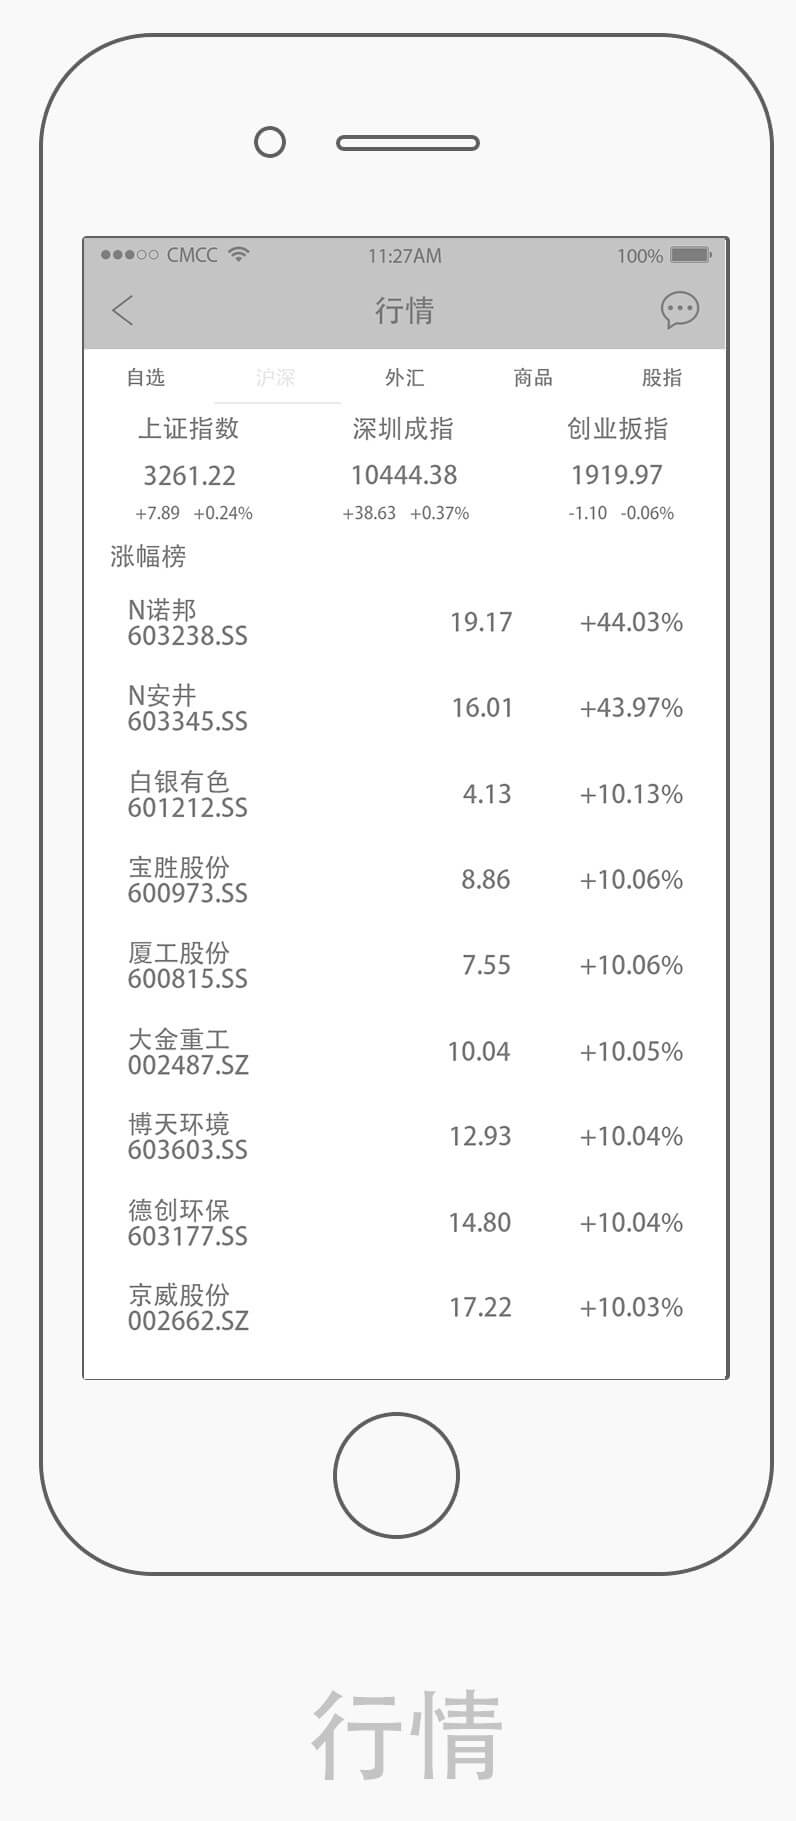 CMCC 11:27AM 100%
行情
自选 沪深 外汇 商品 股指
上证指数 深圳成指 创业扳指
3261.22 10444.38 1919.97
+7.89 +0.24% +38.63 +0.37% -1.10 -0.06%
涨幅榜
N诺邦
603238.SS 19.17 +44.03%
N安井
603345.SS 16.01 +43.97%
白银有色
601212.SS 4.13 +10.13%
宝胜股份
600973.SS 8.86 +10.06%
厦工股份
600815.SS 7.55 +10.06%
大金重工
002487.SZ 10.04 +10.05%
博天环境
603603.SS 12.93 +10.04%
德创环保
603177.SS 14.80 +10.04%
京威股份
002662.SZ 17.22 +10.03%
行情